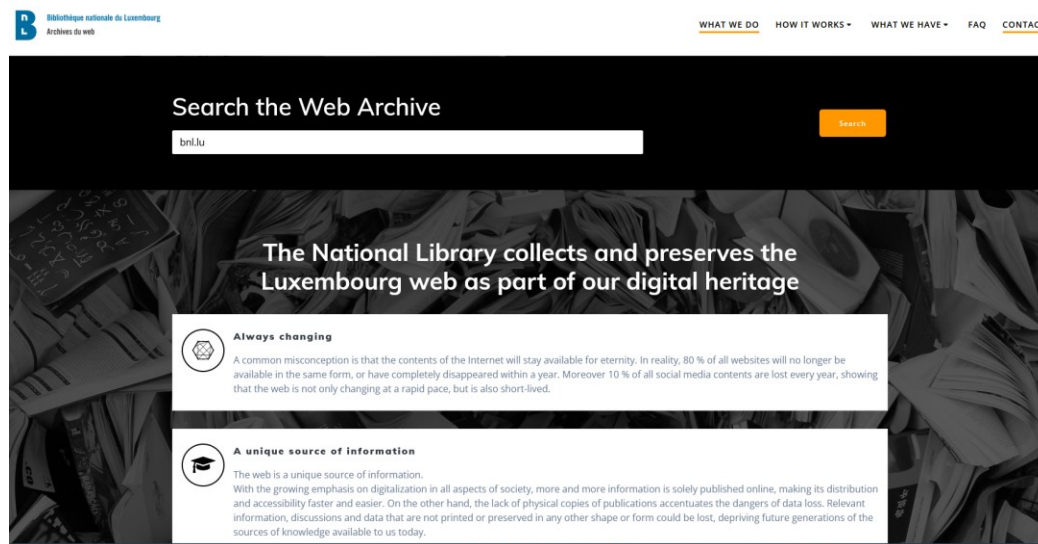 Bibliothèque nationale du Luxembourg
Archives du web
WHAT WE DO HOW IT WORKS WHAT WE HAVE FAQ CONTAC
Search the Web Archive
bnl.lu
Search
The National Library collects and preserves the
Luxembourg web as part of our digital heritage
Always changing
A common misconception is that the contents of the Internet will stay available for eternity. In reality, 80 % of all websites will no longer be
available in the same form, or have completely disappeared within a year. Moreover 10 % of all social media contents are lost every year, showing
that the web is not only changing at a rapid pace, but is also short-lived.
A unique source of information
The web is a unique source of information.
With the growing emphasis on digitalization in all aspects of society, more and more information is solely published online, making its distribution
and accessibility faster and easier. On the other hand, the lack of physical copies of publications accentuates the dangers of data loss. Relevant
information, discussions and data that are not printed or preserved in any other shape or form could be lost, depriving future generations of the
sources of knowledge available to us today.